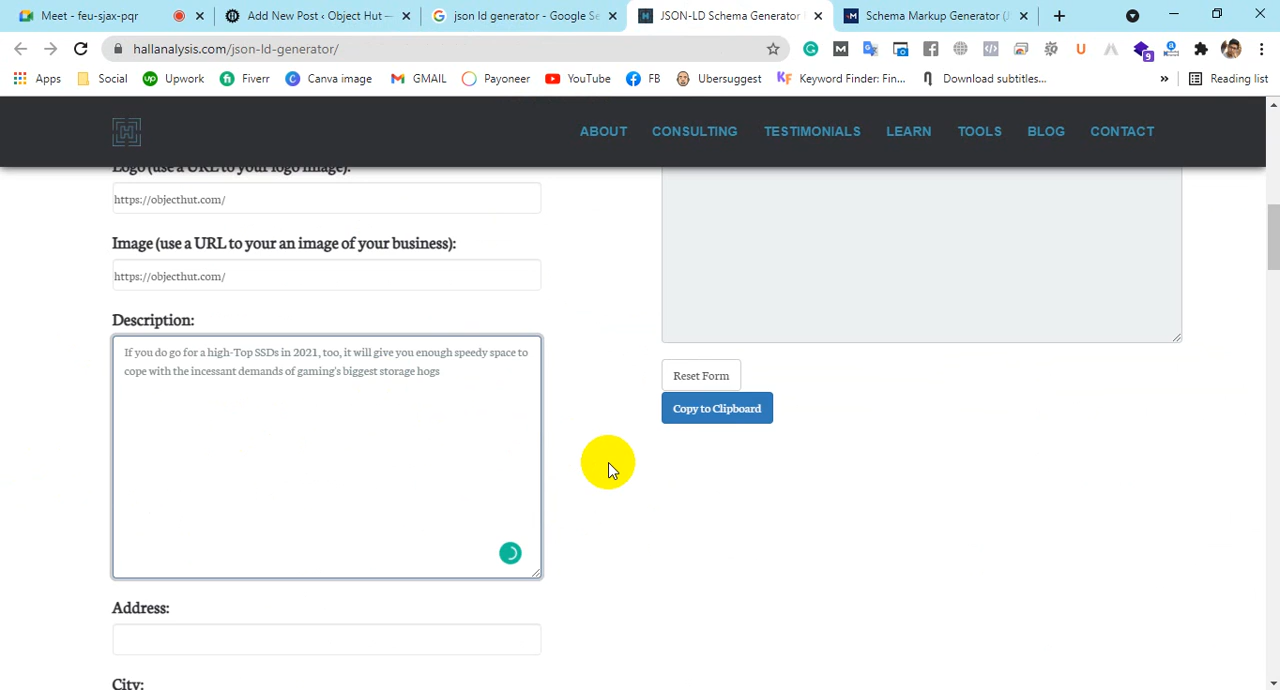 Meet - feu-sjax-pqr
Add New Post ‹ Object Hut —
json ld generator - Google Se
JSON-LD Schema Generator
Schema Markup Generator (J
hallanalysis.com/json-ld-generator/
9
Apps
Social
Upwork
Fiverr
Canva image
GMAIL
Payoneer
YouTube
FB
Ubersuggest
Keyword Finder: Fin...
Download subtitles...
»
Reading list
ABOUT
CONSULTING
TESTIMONIALS
LEARN
TOOLS
BLOG
CONTACT
Logo (use a URL to your logo image):
https://objecthut.com/
Image (use a URL to your an image of your business):
https://objecthut.com/
Description:
If you do go for a high-Top SSDs in 2021, too, it will give you enough speedy space to
cope with the incessant demands of gaming's biggest storage hogs
Reset Form
Copy to Clipboard
Address:
City: